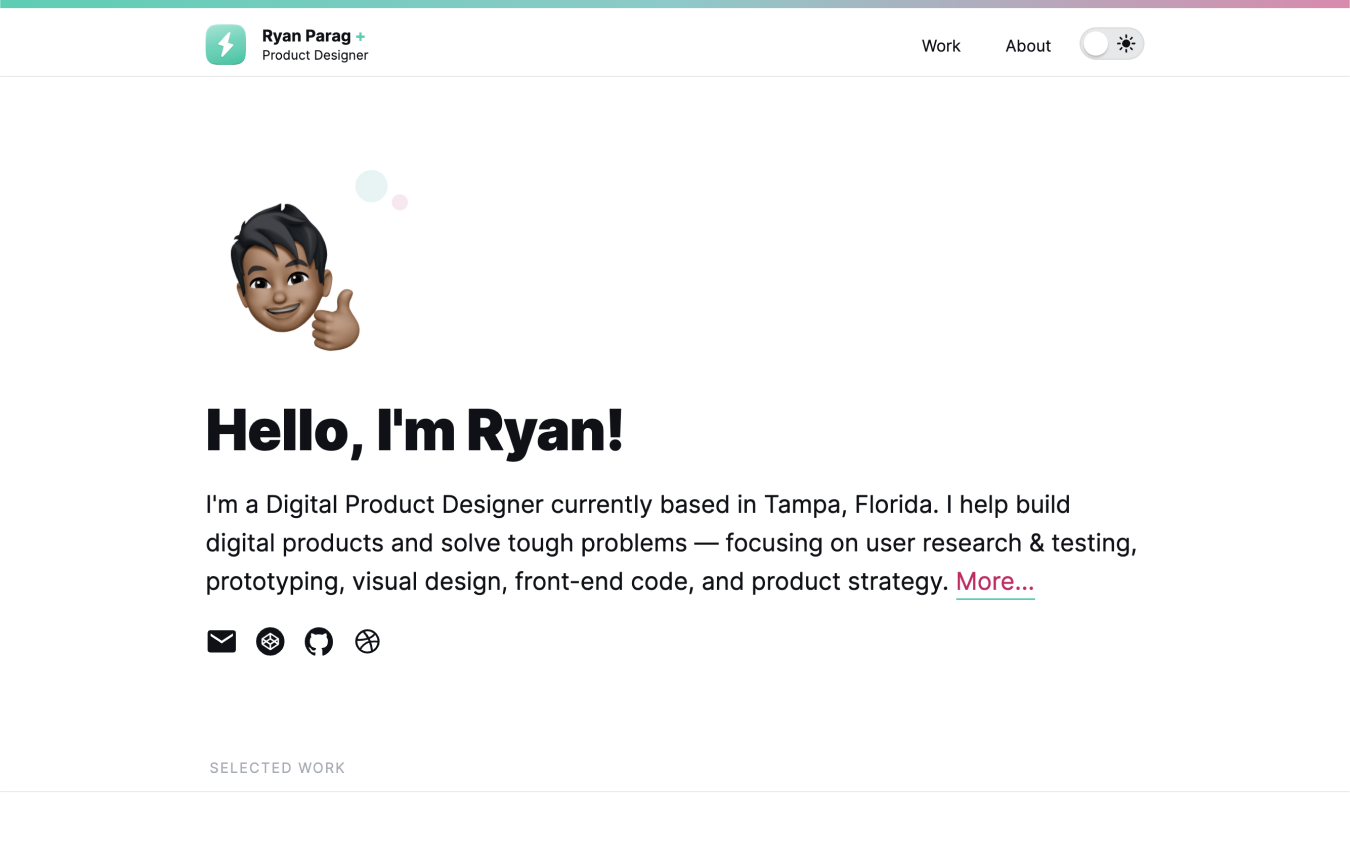 Ryan Parag +
Product Designer
Work
About
Hello, I'm Ryan!
I'm a Digital Product Designer currently based in Tampa, Florida. I help build
digital products and solve tough problems — focusing on user research & testing,
prototyping, visual design, front-end code, and product strategy. More...
SELECTED WORK